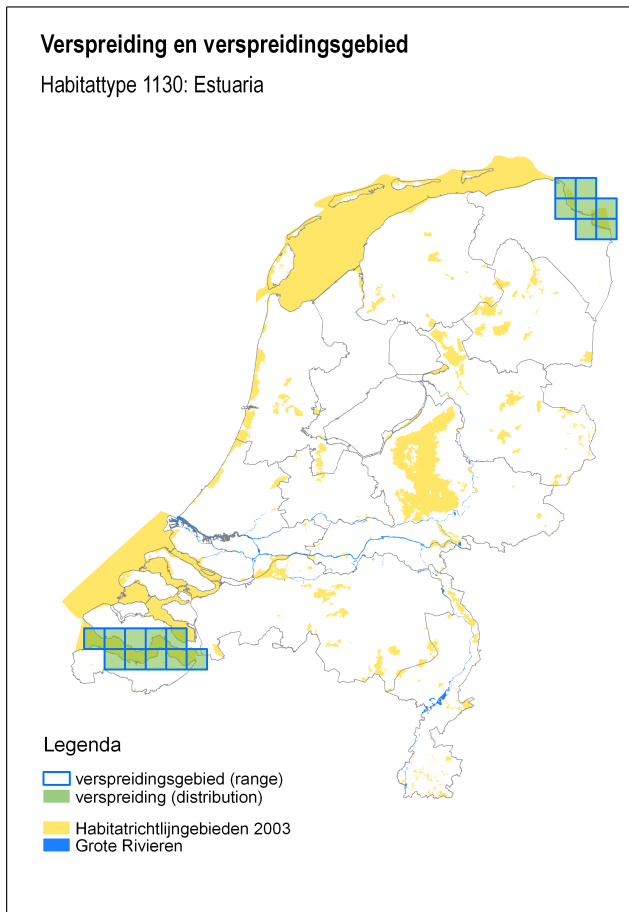 Verspreiding en verspreidingsgebied
Habitattype 1130: Estuaria
Legenda
verspreidingsgebied (range)
verspreiding (distribution)
Habitatrichtlijngebieden 2003
Grote Rivieren